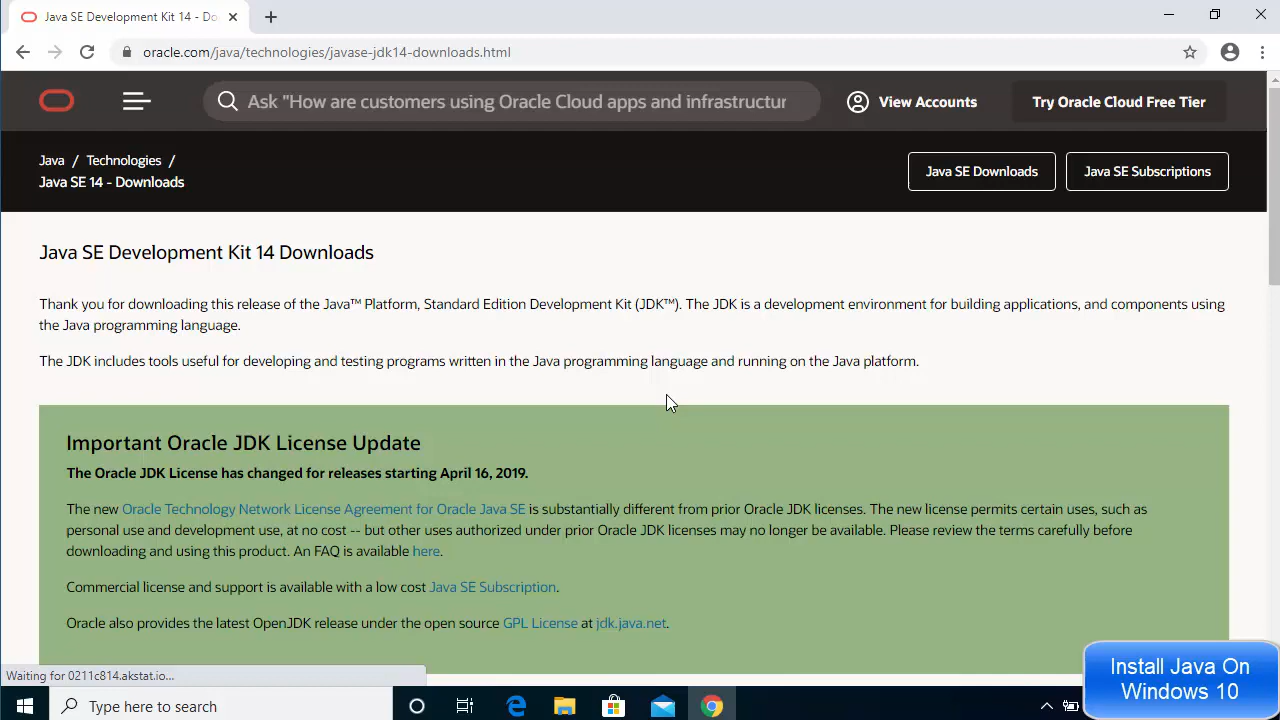 Java SE Development Kit 14 - Do
oracle.com/java/technologies/javase-jdk14-downloads.html
Ask "How are customers using Oracle Cloud apps and infrastructur
View Accounts
Try Oracle Cloud Free Tier
Java / Technologies /
Java SE 14 - Downloads
Java SE Downloads
Java SE Subscriptions
Java SE Development Kit 14 Downloads
Thank you for downloading this release of the Java™ Platform, Standard Edition Development Kit (JDK™). The JDK is a development environment for building applications, and components using
the Java programming language.
The JDK includes tools useful for developing and testing programs written in the Java programming language and running on the Java platform.
Important Oracle JDK License Update
The Oracle JDK License has changed for releases starting April 16, 2019.
The new Oracle Technology Network License Agreement for Oracle Java SE is substantially different from prior Oracle JDK licenses. The new license permits certain uses, such as
personal use and development use, at no cost -- but other uses authorized under prior Oracle JDK licenses may no longer be available. Please review the terms carefully before
downloading and using this product. An FAQ is available here.
Commercial license and support is available with a low cost Java SE Subscription.
Oracle also provides the latest OpenJDK release under the open source GPL License at jdk.java.net.
Waiting for 0211c814.akstat.io...
Install Java On
Windows 10
Type here to search